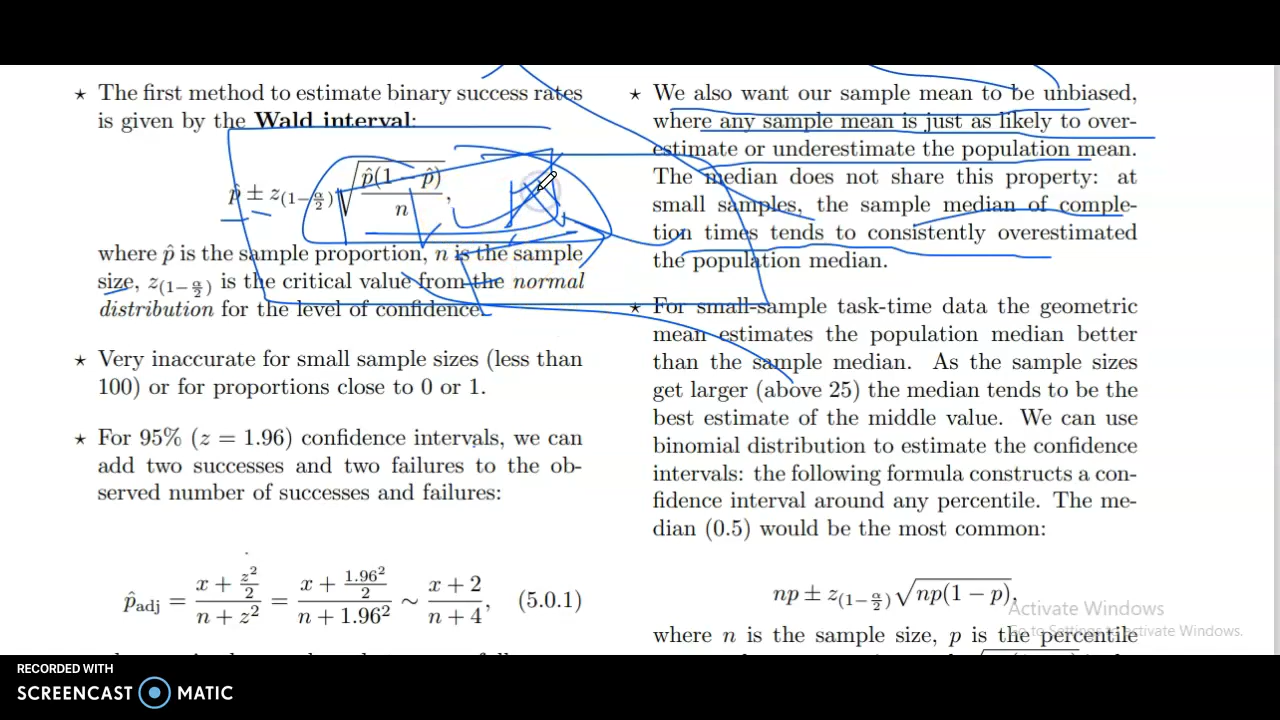 ⋆ The first method to estimate binary success rates
is given by the Wald interval:
p̂ ± z_(1−α/2) √(p̂(1 − p̂)/n),
where p̂ is the sample proportion, n is the sample
size, z_(1−α/2) is the critical value from the normal
distribution for the level of confidence.
⋆ Very inaccurate for small sample sizes (less than
100) or for proportions close to 0 or 1.
⋆ For 95% (z = 1.96) confidence intervals, we can
add two successes and two failures to the ob-
served number of successes and failures:
p̂_adj = (x + z²/2)/(n + z²) = (x + 1.96²/2)/(n + 1.96²) ∼ (x + 2)/(n + 4), (5.0.1)
⋆ We also want our sample mean to be unbiased,
where any sample mean is just as likely to over-
estimate or underestimate the population mean.
The median does not share this property: at
small samples, the sample median of comple-
tion times tends to consistently overestimated
the population median.
⋆ For small-sample task-time data the geometric
mean estimates the population median better
than the sample median. As the sample sizes
get larger (above 25) the median tends to be the
best estimate of the middle value. We can use
binomial distribution to estimate the confidence
intervals: the following formula constructs a con-
fidence interval around any percentile. The me-
dian (0.5) would be the most common:
np ± z_(1−α/2) √(np(1 − p)),
where n is the sample size, p is the percentile
Activate Windows
Go to Settings to activate Windows.
RECORDED WITH
SCREENCAST MATIC